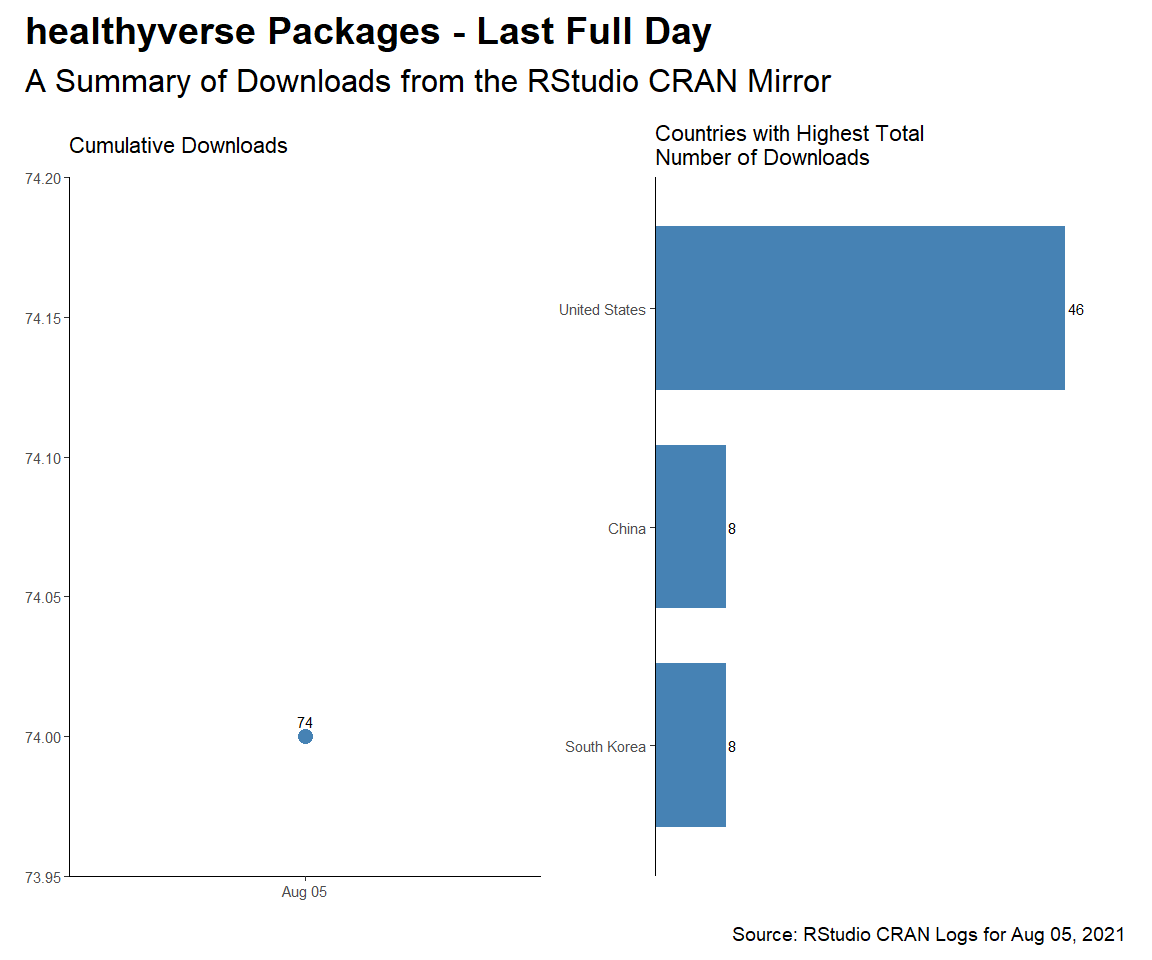 healthyverse Packages - Last Full Day
A Summary of Downloads from the RStudio CRAN Mirror
Cumulative Downloads
74.20
74.15
74.10
74.05
74.00
73.95
74
Aug 05
Countries with Highest Total
Number of Downloads
United States
46
China
8
South Korea
8
Source: RStudio CRAN Logs for Aug 05, 2021